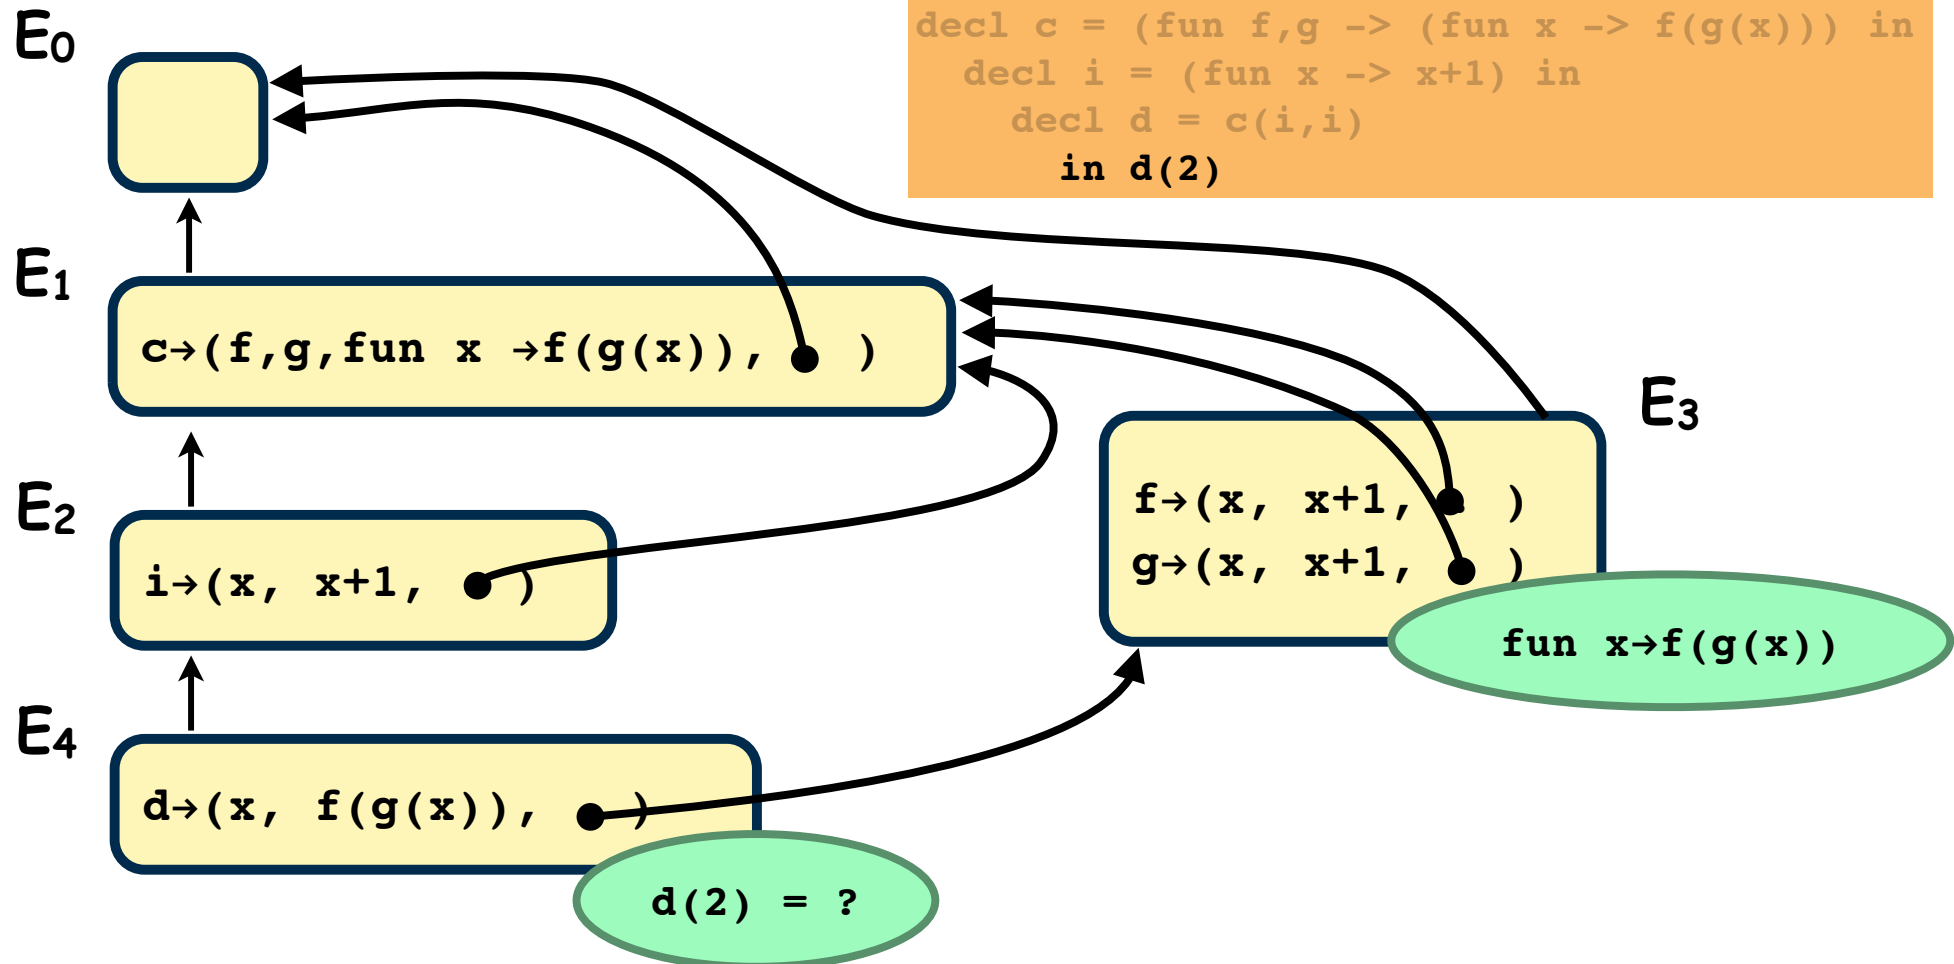 E0
decl c = (fun f,g -> (fun x -> f(g(x))) in
decl i = (fun x -> x+1) in
decl d = c(i,i)
in d(2)
E1
c→(f,g,fun x →f(g(x)), )
E3
f→(x, x+1, )
g→(x, x+1, )
fun x→f(g(x))
E2
i→(x, x+1, )
E4
d→(x, f(g(x)), )
d(2) = ?